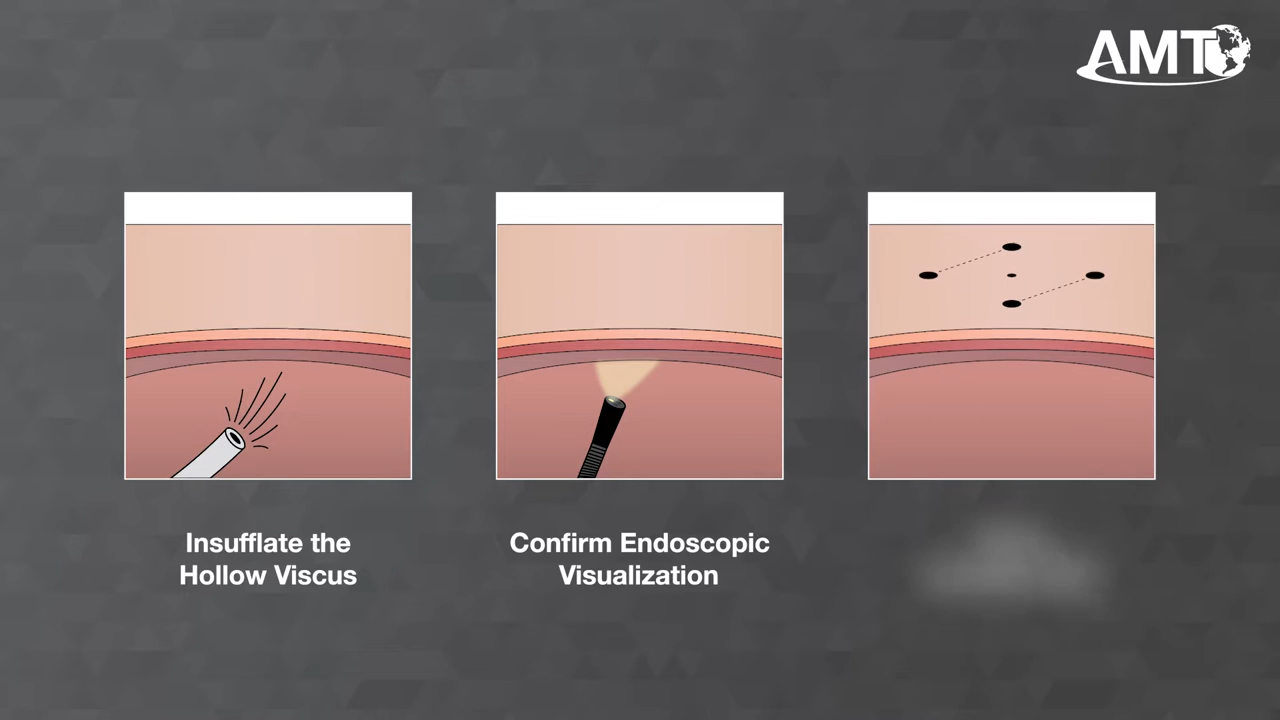 AMT
Insufflate the
Hollow Viscus
Confirm Endoscopic
Visualization